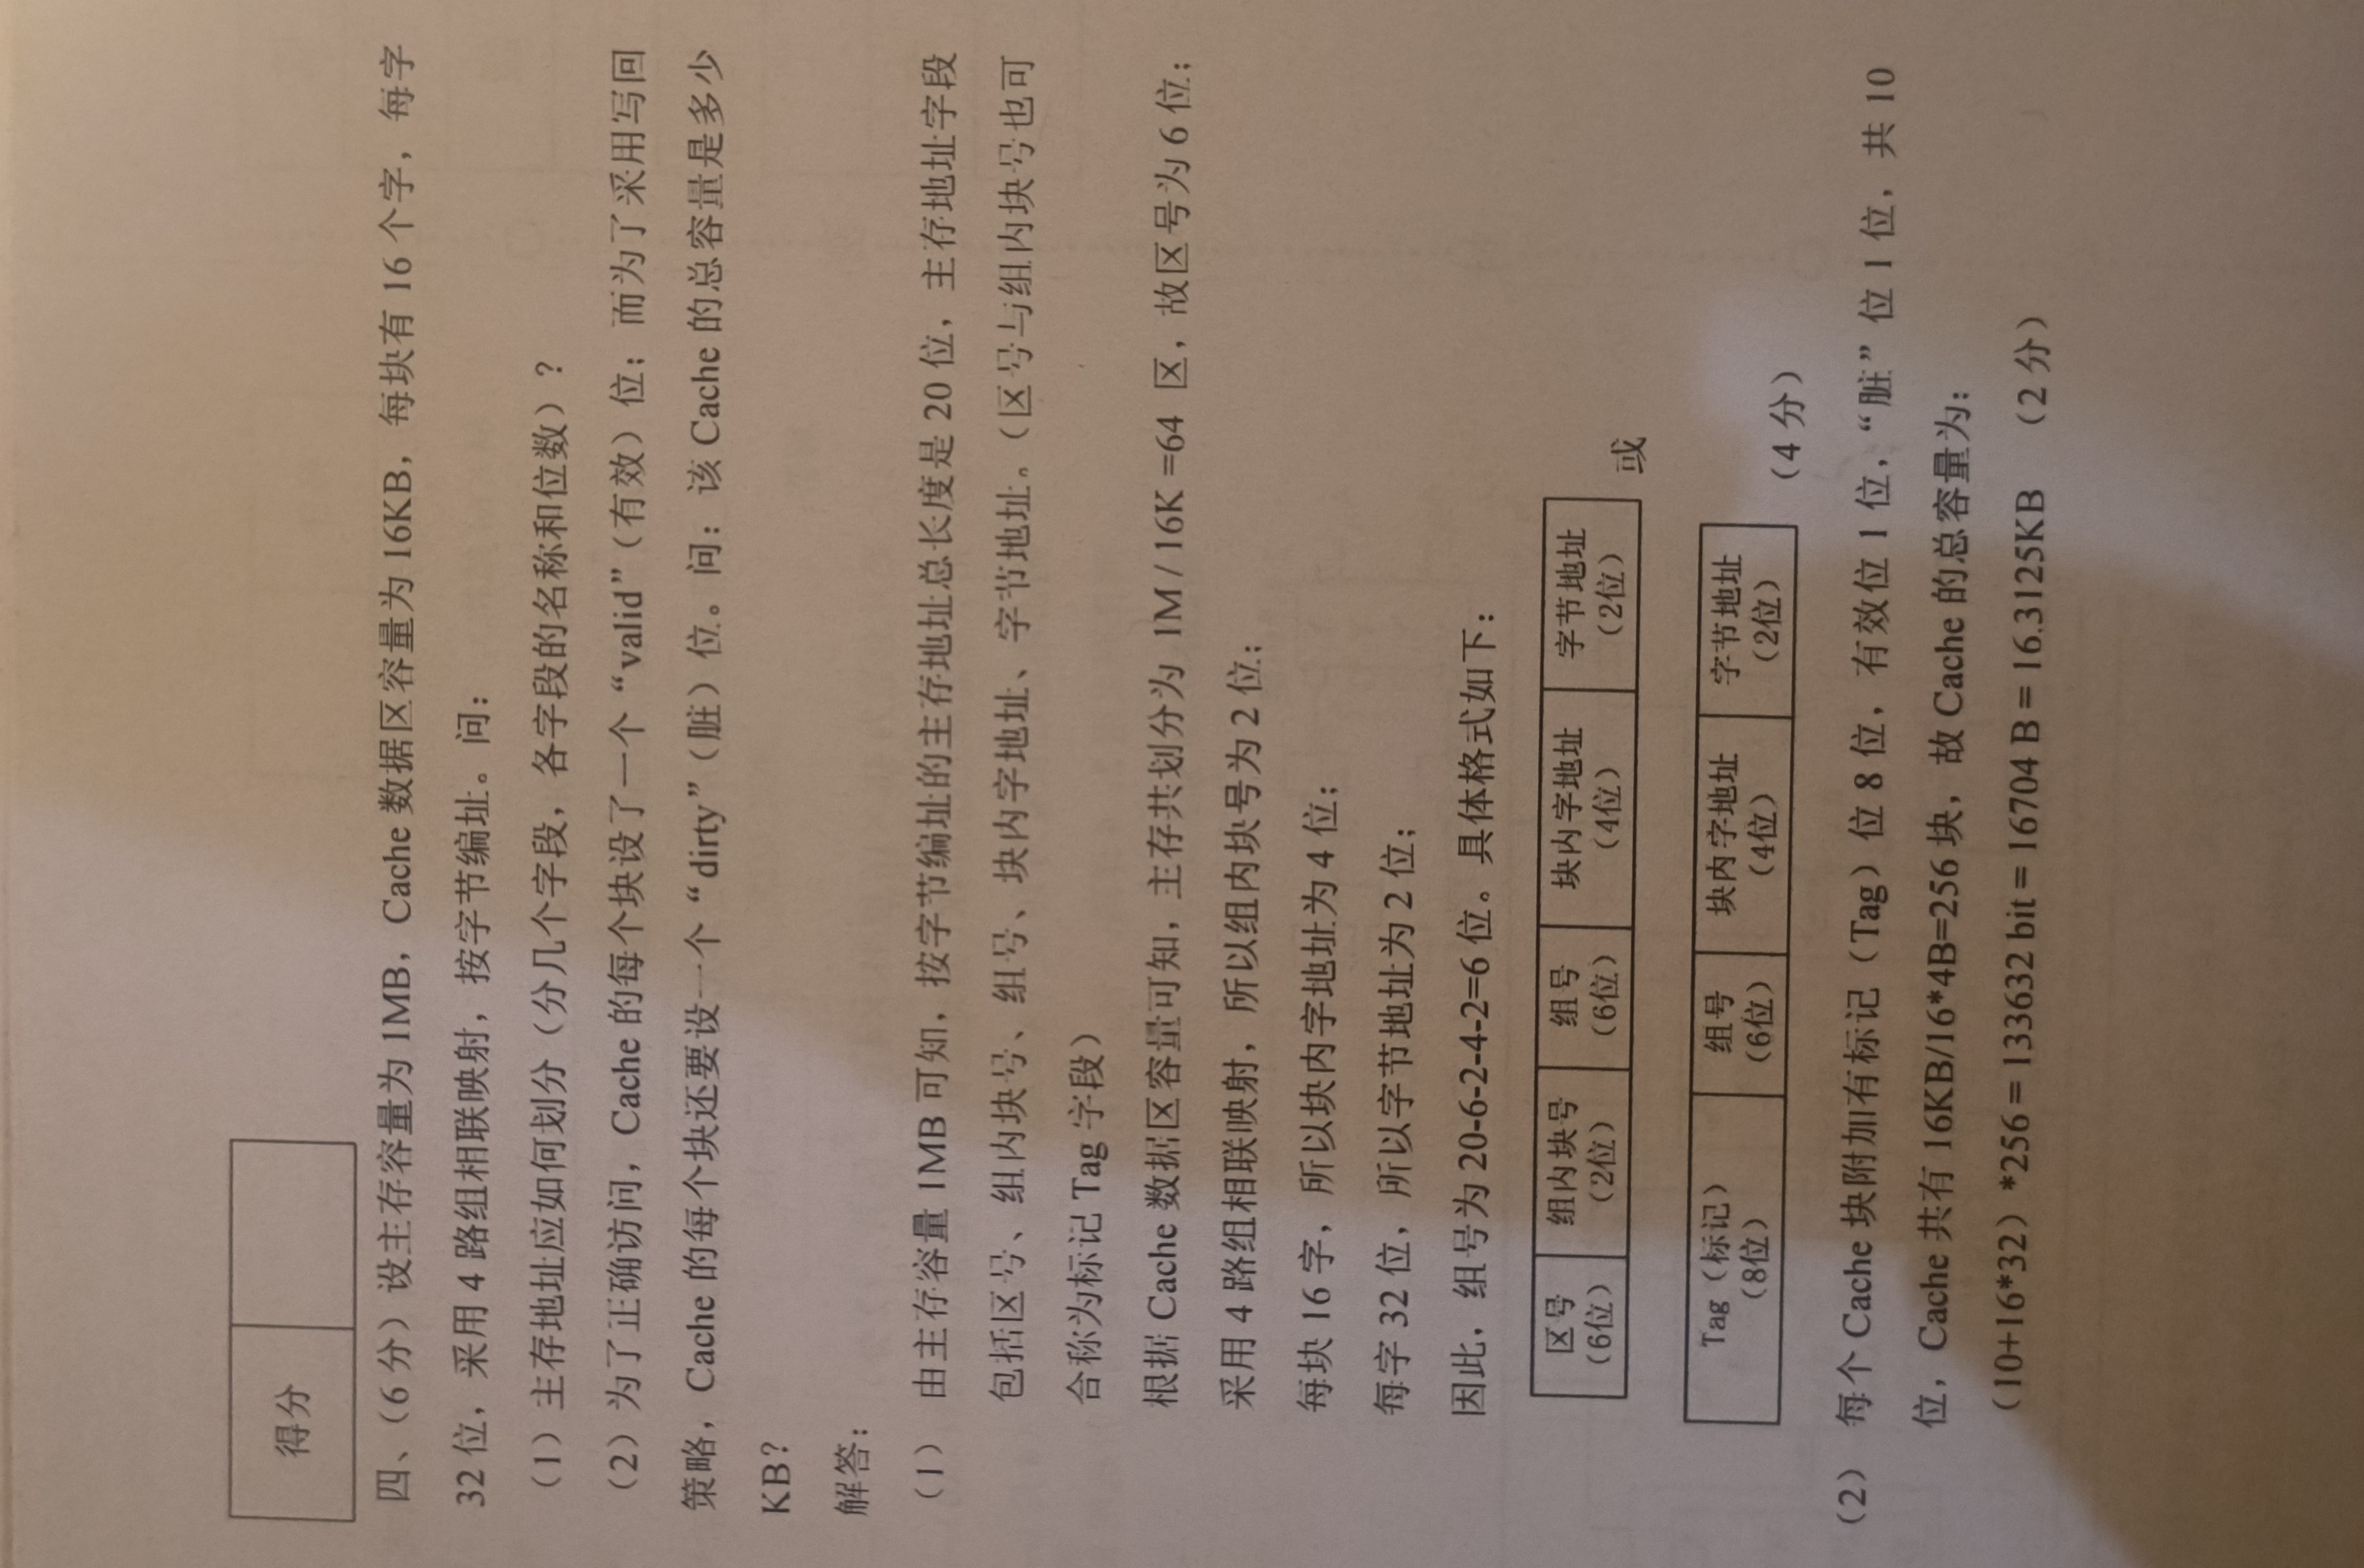 得分
四、（6 分）设主存容量为 1MB，Cache 数据区容量为 16KB，每块有 16 个字，每字
32 位，采用 4 路组相联映射，按字节编址。问：
（1）主存地址应如何划分（分几个字段，各字段的名称和位数）？
（2）为了正确访问，Cache 的每个块设了一个“valid”（有效）位；而为了采用写回
策略，Cache 的每个块还要设一个“dirty”（脏）位。问：该 Cache 的总容量是多少
KB？
解答：
（1） 由主存容量 1MB 可知，按字节编址的主存地址总长度是 20 位，主存地址字段
包括区号、组内块号、组号、块内字地址、字节地址。（区号与组内块号也可
合称为标记 Tag 字段）
根据 Cache 数据区容量可知，主存共划分为 1M / 16K =64 区，故区号为 6 位；
采用 4 路组相联映射，所以组内块号为 2 位；
每块 16 字，所以块内字地址为 4 位；
每字 32 位，所以字节地址为 2 位；
因此，组号为 20-6-2-4-2=6 位。具体格式如下：
区号 组内块号 组号 块内字地址 字节地址
（6位） （2位） （6位） （4位） （2位） 或
Tag（标记） 组号 块内字地址 字节地址
（8位） （6位） （4位） （2位） （4 分）
（2） 每个 Cache 块附加有标记（Tag）位 8 位，有效位 1 位，“脏”位 1 位，共 10
位，Cache 共有 16KB/16*4B=256 块，故 Cache 的总容量为：
（10+16*32）*256 = 133632 bit = 16704 B = 16.3125KB （2 分）